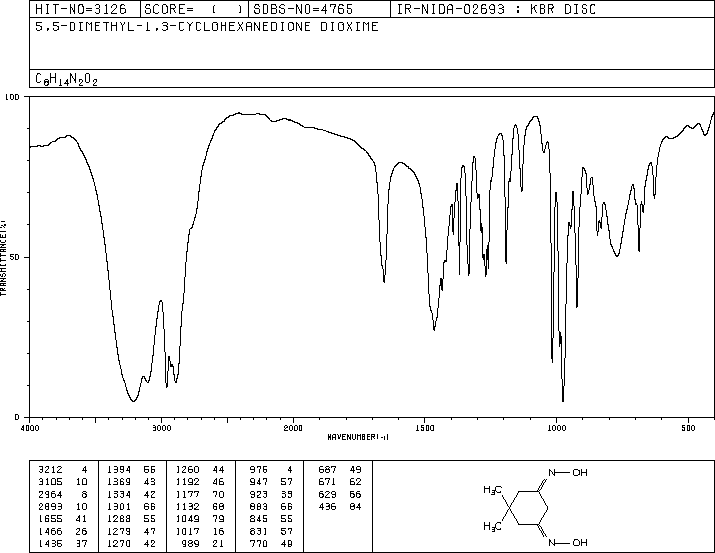 HIT-NO=3126 SCORE= ( ) SDBS-NO=4765 IR-NIDA-02693 : KBR DISC
5,5-DIMETHYL-1,3-CYCLOHEXANEDIONE DIOXIME
C8H14N2O2
100
50
0
TRANSMITTANCE(%)
4000 3000 2000 1500 1000 500
WAVENUMBER(-1)
3212 4 1394 55 1260 44 976 4 687 49
3105 10 1369 43 1192 46 947 57 671 62
2964 8 1334 42 1177 70 923 33 629 66
2893 10 1301 66 1132 68 883 66 436 84
1655 41 1288 55 1049 79 845 55
1466 26 1279 47 1017 16 831 57
1435 37 1270 42 989 21 770 48
N—OH
H3C
H3C
N—OH